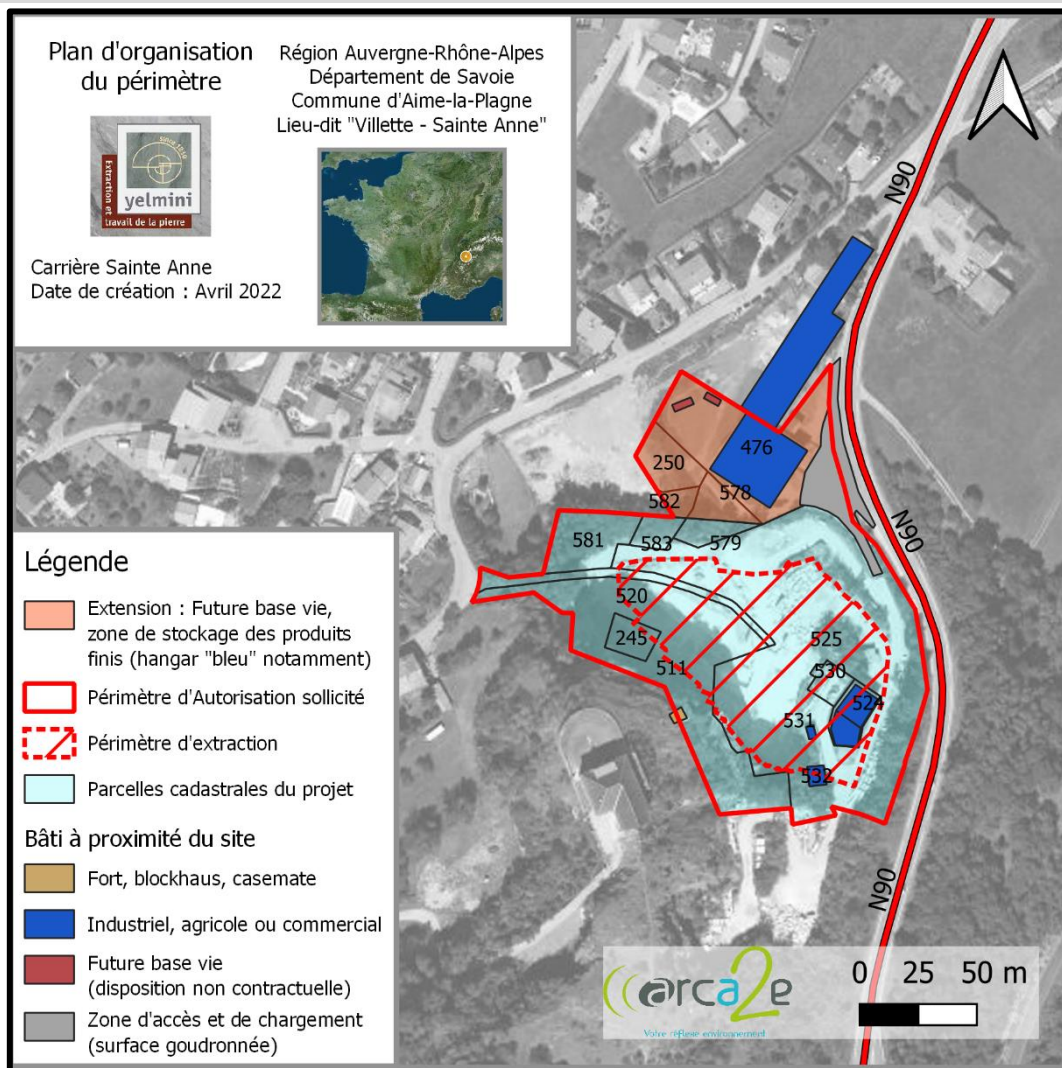 Plan d'organisation
du périmètre
Région Auvergne-Rhône-Alpes
Département de Savoie
Commune d'Aime-la-Plagne
Lieu-dit "Villette - Sainte Anne"
yelmini
Extraction et
travail de la pierre
Carrière Sainte Anne
Date de création : Avril 2022
N90
N90
N90
476
250
578
582
581
583
579
520
245
511
525
530
524
531
532
Légende
Extension : Future base vie,
zone de stockage des produits
finis (hangar "bleu" notamment)
Périmètre d'Autorisation sollicité
Périmètre d'extraction
Parcelles cadastrales du projet
Bâti à proximité du site
Fort, blockhaus, casemate
Industriel, agricole ou commercial
Future base vie
(disposition non contractuelle)
Zone d'accès et de chargement
(surface goudronnée)
arca2e
Votre réflexe environnement
0 25 50 m